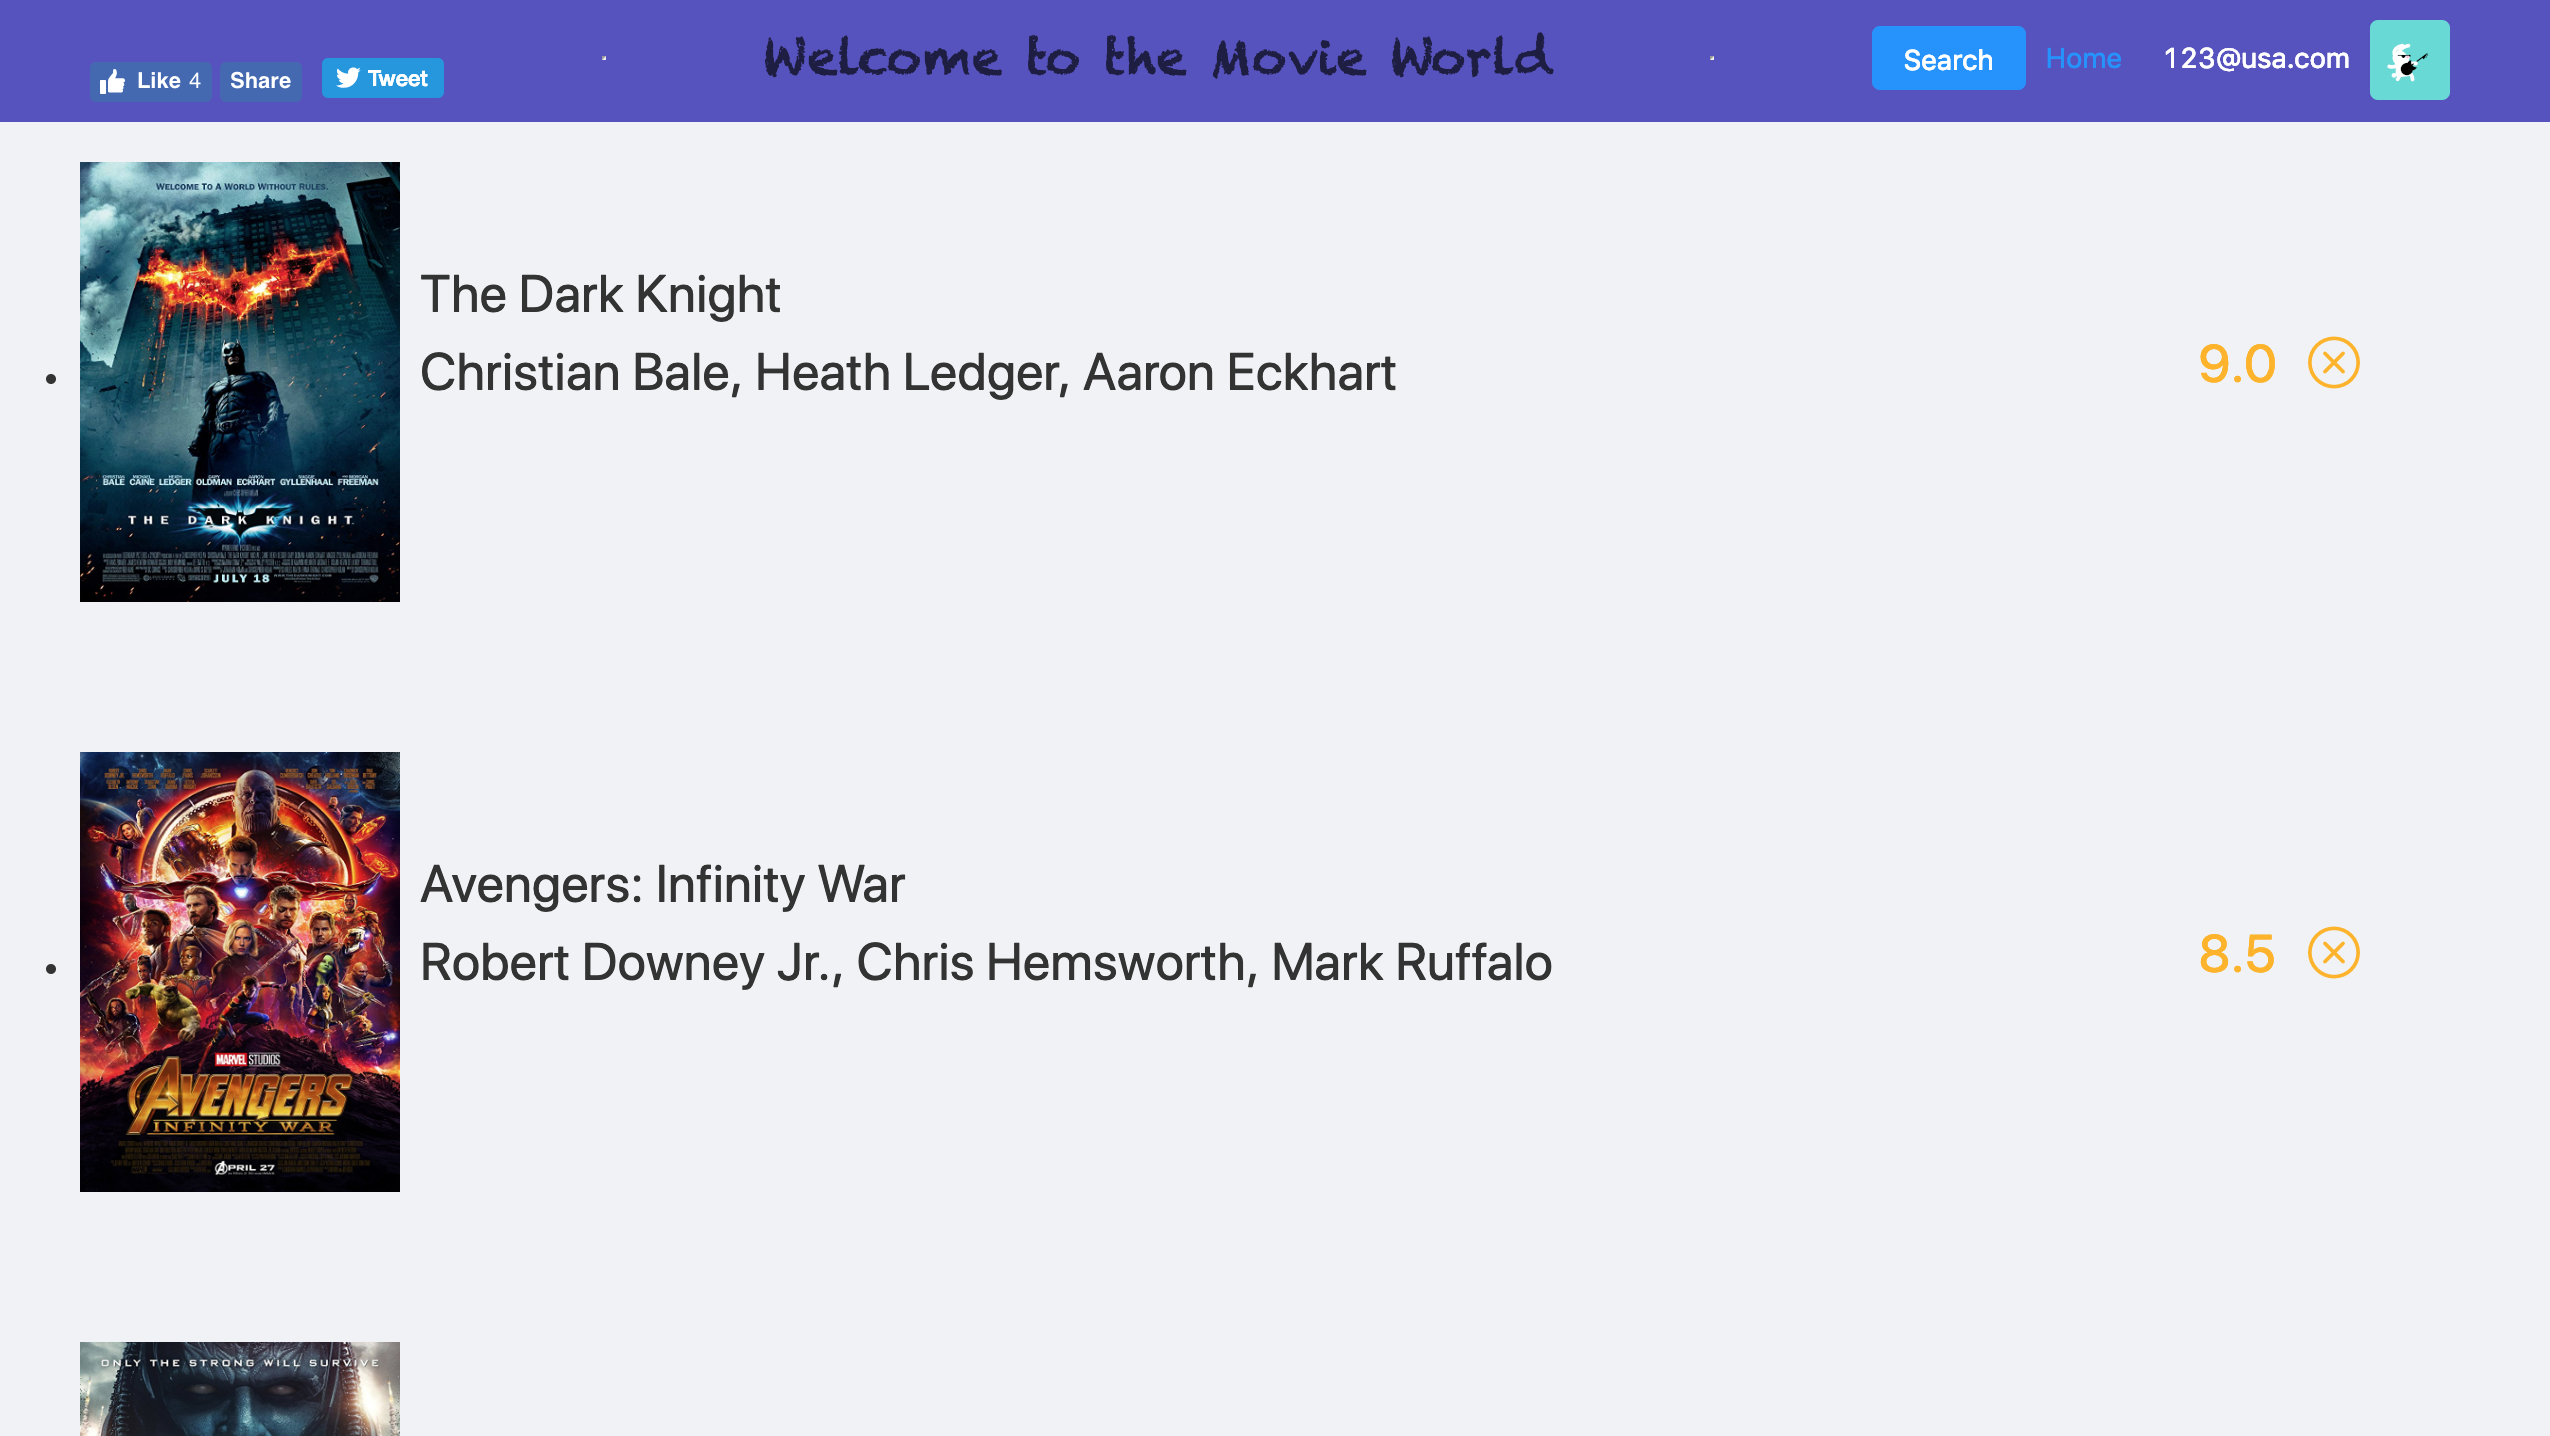 Like 4 Share Tweet
Welcome to the Movie World
Search Home 123@usa.com
WELCOME TO A WORLD WITHOUT RULES.
The Dark Knight
Christian Bale, Heath Ledger, Aaron Eckhart
9.0
BALE CAINE LEDGER OLDMAN ECKHART GYLLENHAAL FREEMAN
THE DARK KNIGHT
JULY 18
Avengers: Infinity War
Robert Downey Jr., Chris Hemsworth, Mark Ruffalo
8.5
MARVEL STUDIOS
AVENGERS
INFINITY WAR
APRIL 27
ONLY THE STRONG WILL SURVIVE